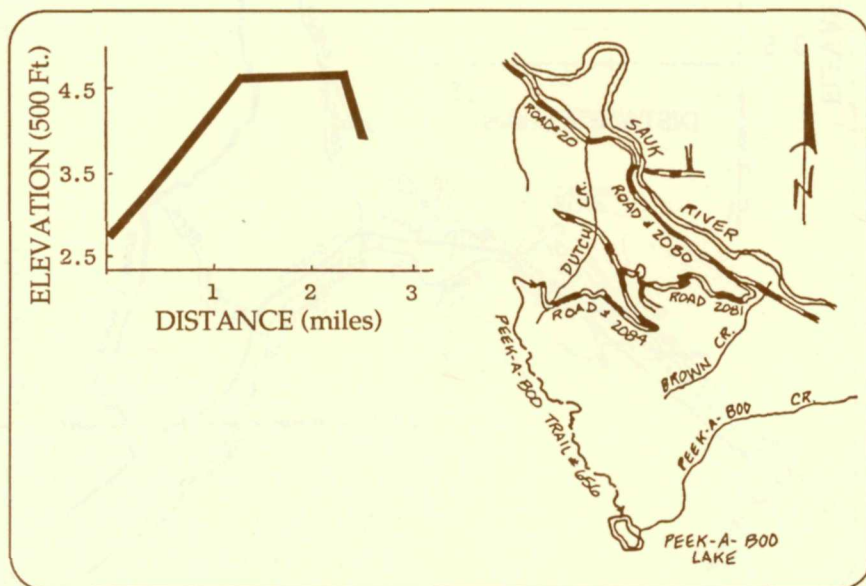 4.5
3.5
2.5
ELEVATION (500 Ft.)
1
2
3
DISTANCE (miles)
ROAD # 20
SAUK
RIVER
N
CR.
DUTCH
ROAD # 2080
ROAD # 2084
ROAD 2081
BROWN CR.
PEEK-A-BOO TRAIL # 656
PEEK-A-BOO CR.
PEEK-A-BOO
LAKE